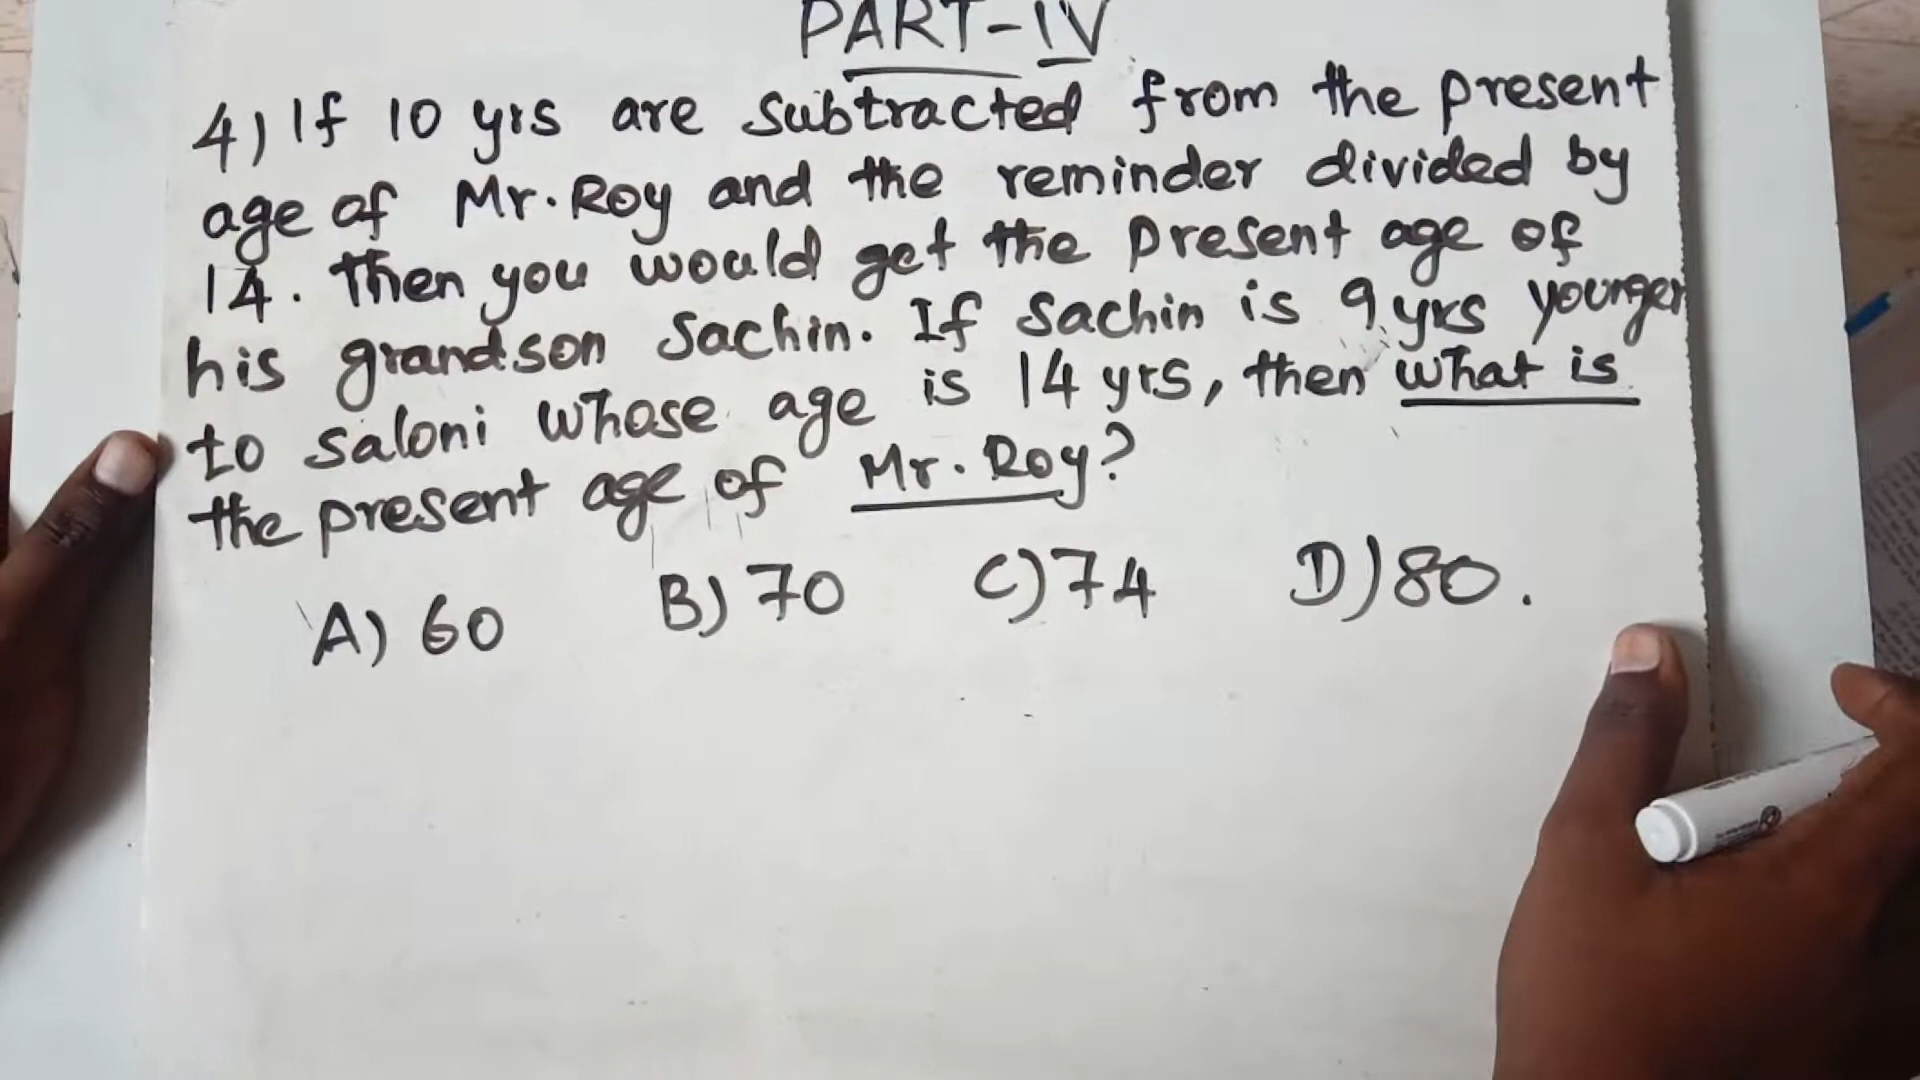 PART-IV
4) If 10 yrs are subtracted from the present
age of Mr. Roy and the reminder divided by
14. Then you would get the present age of
his grandson Sachin. If Sachin is 9 yrs younger
to saloni whose age is 14 yrs, then what is
the present age of Mr. Roy?
A) 60 B) 70 C) 74 D) 80.